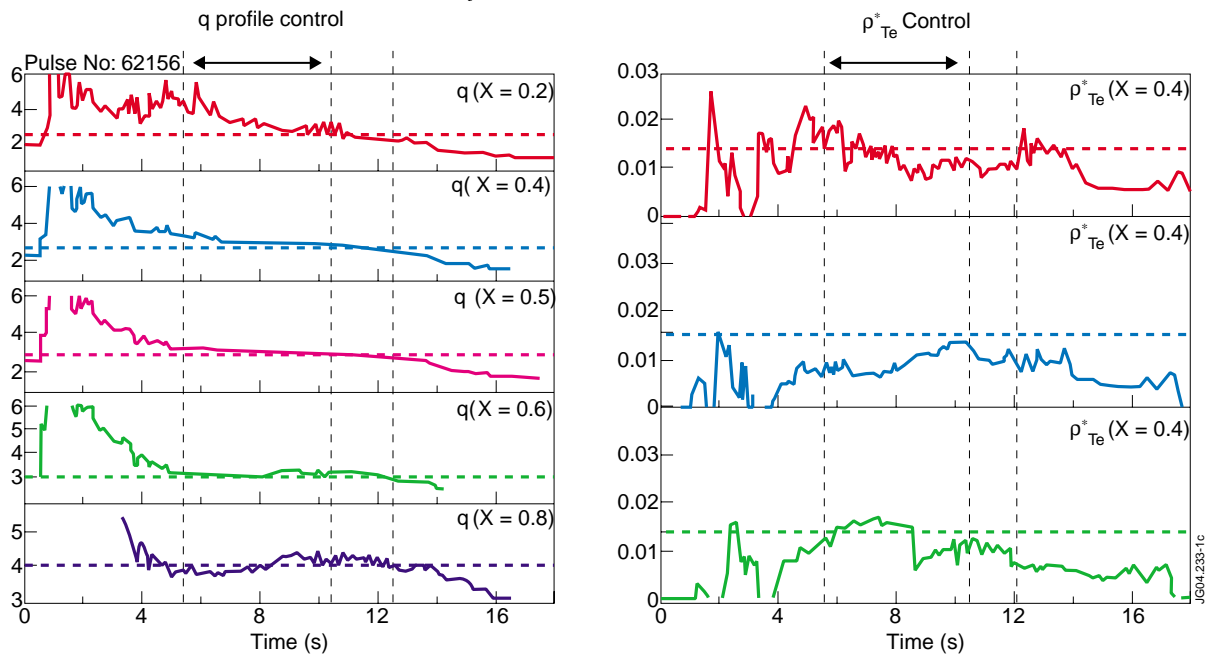 q profile control
Pulse No: 62156
6
4
2
q (X = 0.2)
6
4
2
q( X = 0.4)
6
4
2
q (X = 0.5)
6
5
4
3
q(X = 0.6)
5
4
3
q (X = 0.8)
0 4 8 12 16
Time (s)
ρ*Te Control
0.03
0.02
0.01
0
ρ*Te (X = 0.4)
0.03
0.02
0.01
0
ρ*Te (X = 0.4)
0.03
0.02
0.01
0
ρ*Te (X = 0.4)
0 4 8 12 16
Time (s)
JG04.233-1c